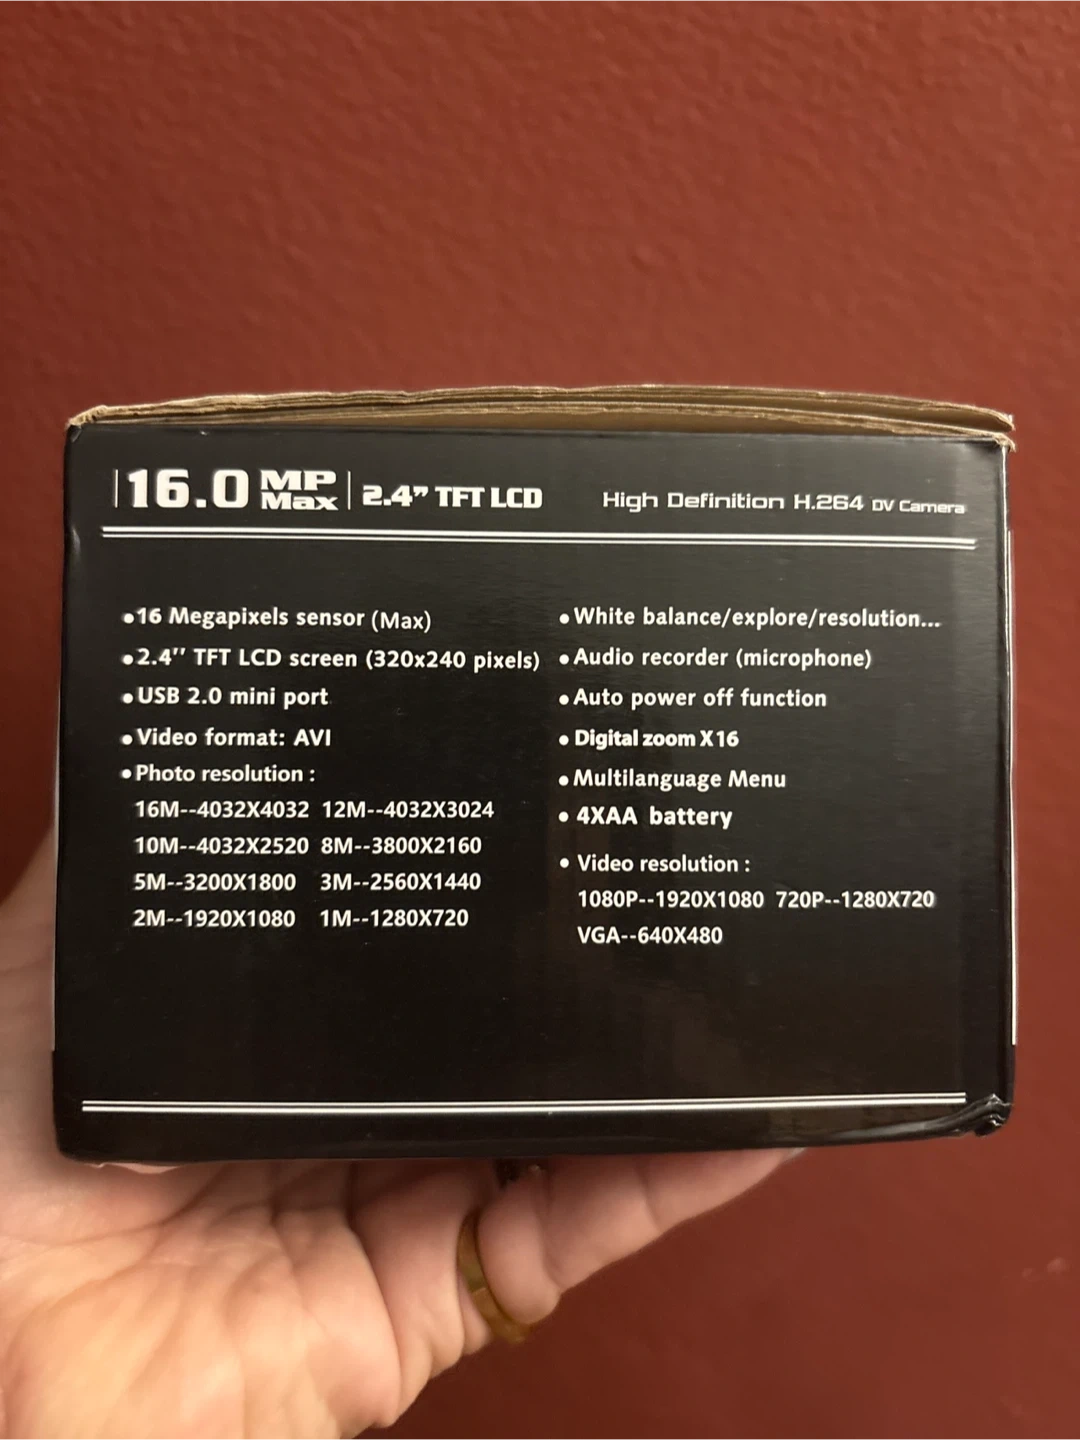 16.0 MP Max 2.4” TFT LCD
High Definition H.264 DV Camera
•16 Megapixels sensor (Max)
•2.4'' TFT LCD screen (320x240 pixels)
•USB 2.0 mini port
•Video format: AVI
•Photo resolution :
16M--4032X4032 12M--4032X3024
10M--4032X2520 8M--3800X2160
5M--3200X1800 3M--2560X1440
2M--1920X1080 1M--1280X720
•White balance/explore/resolution...
•Audio recorder (microphone)
•Auto power off function
•Digital zoom X16
•Multilanguage Menu
•4XAA battery
•Video resolution :
1080P--1920X1080 720P--1280X720
VGA--640X480